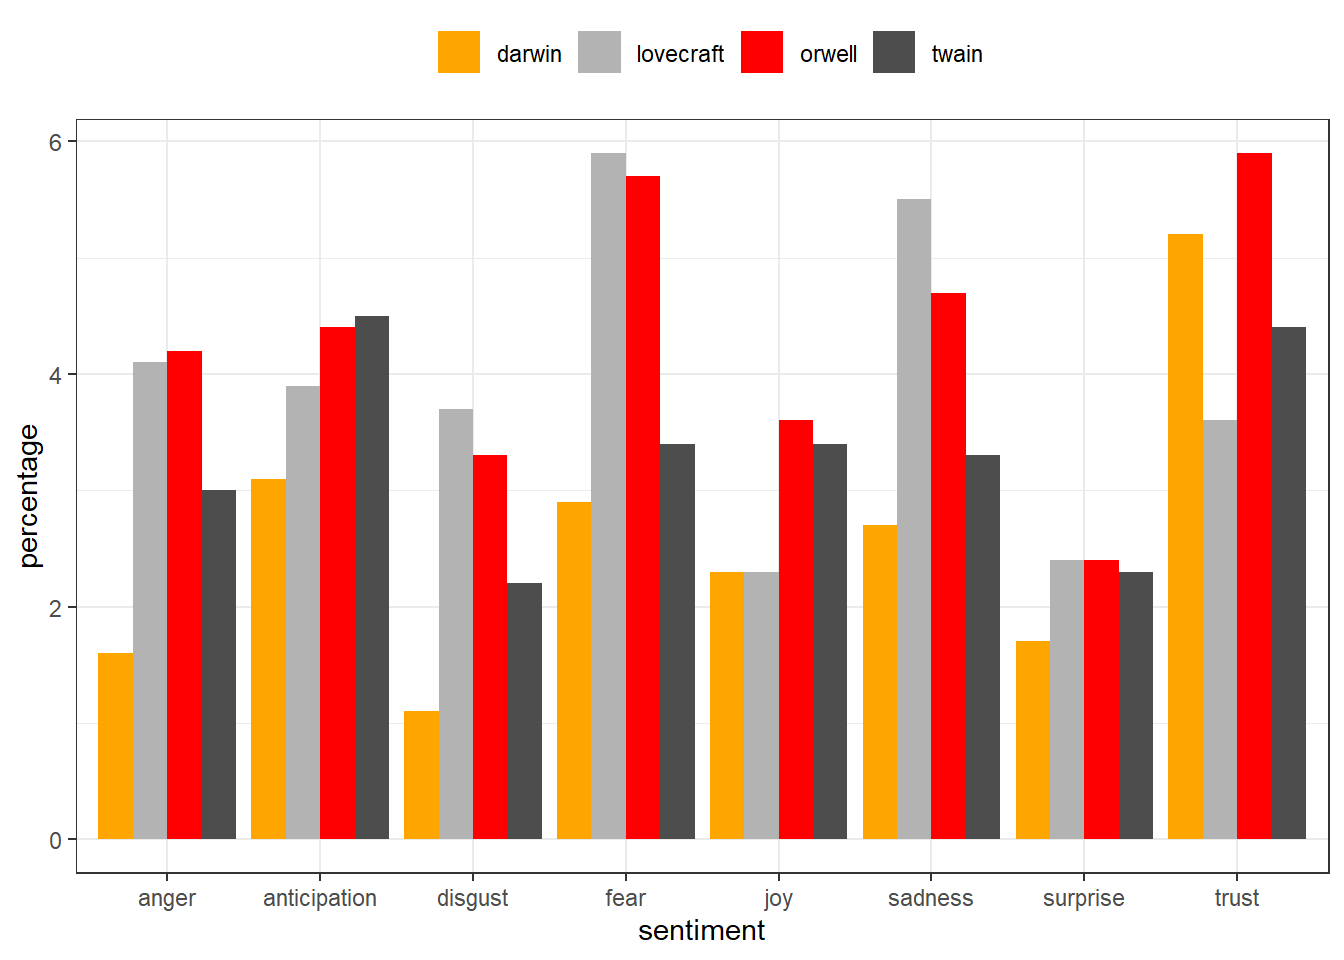 darwin lovecraft orwell twain
percentage
6
4
2
0
anger anticipation disgust fear joy sadness surprise trust
sentiment